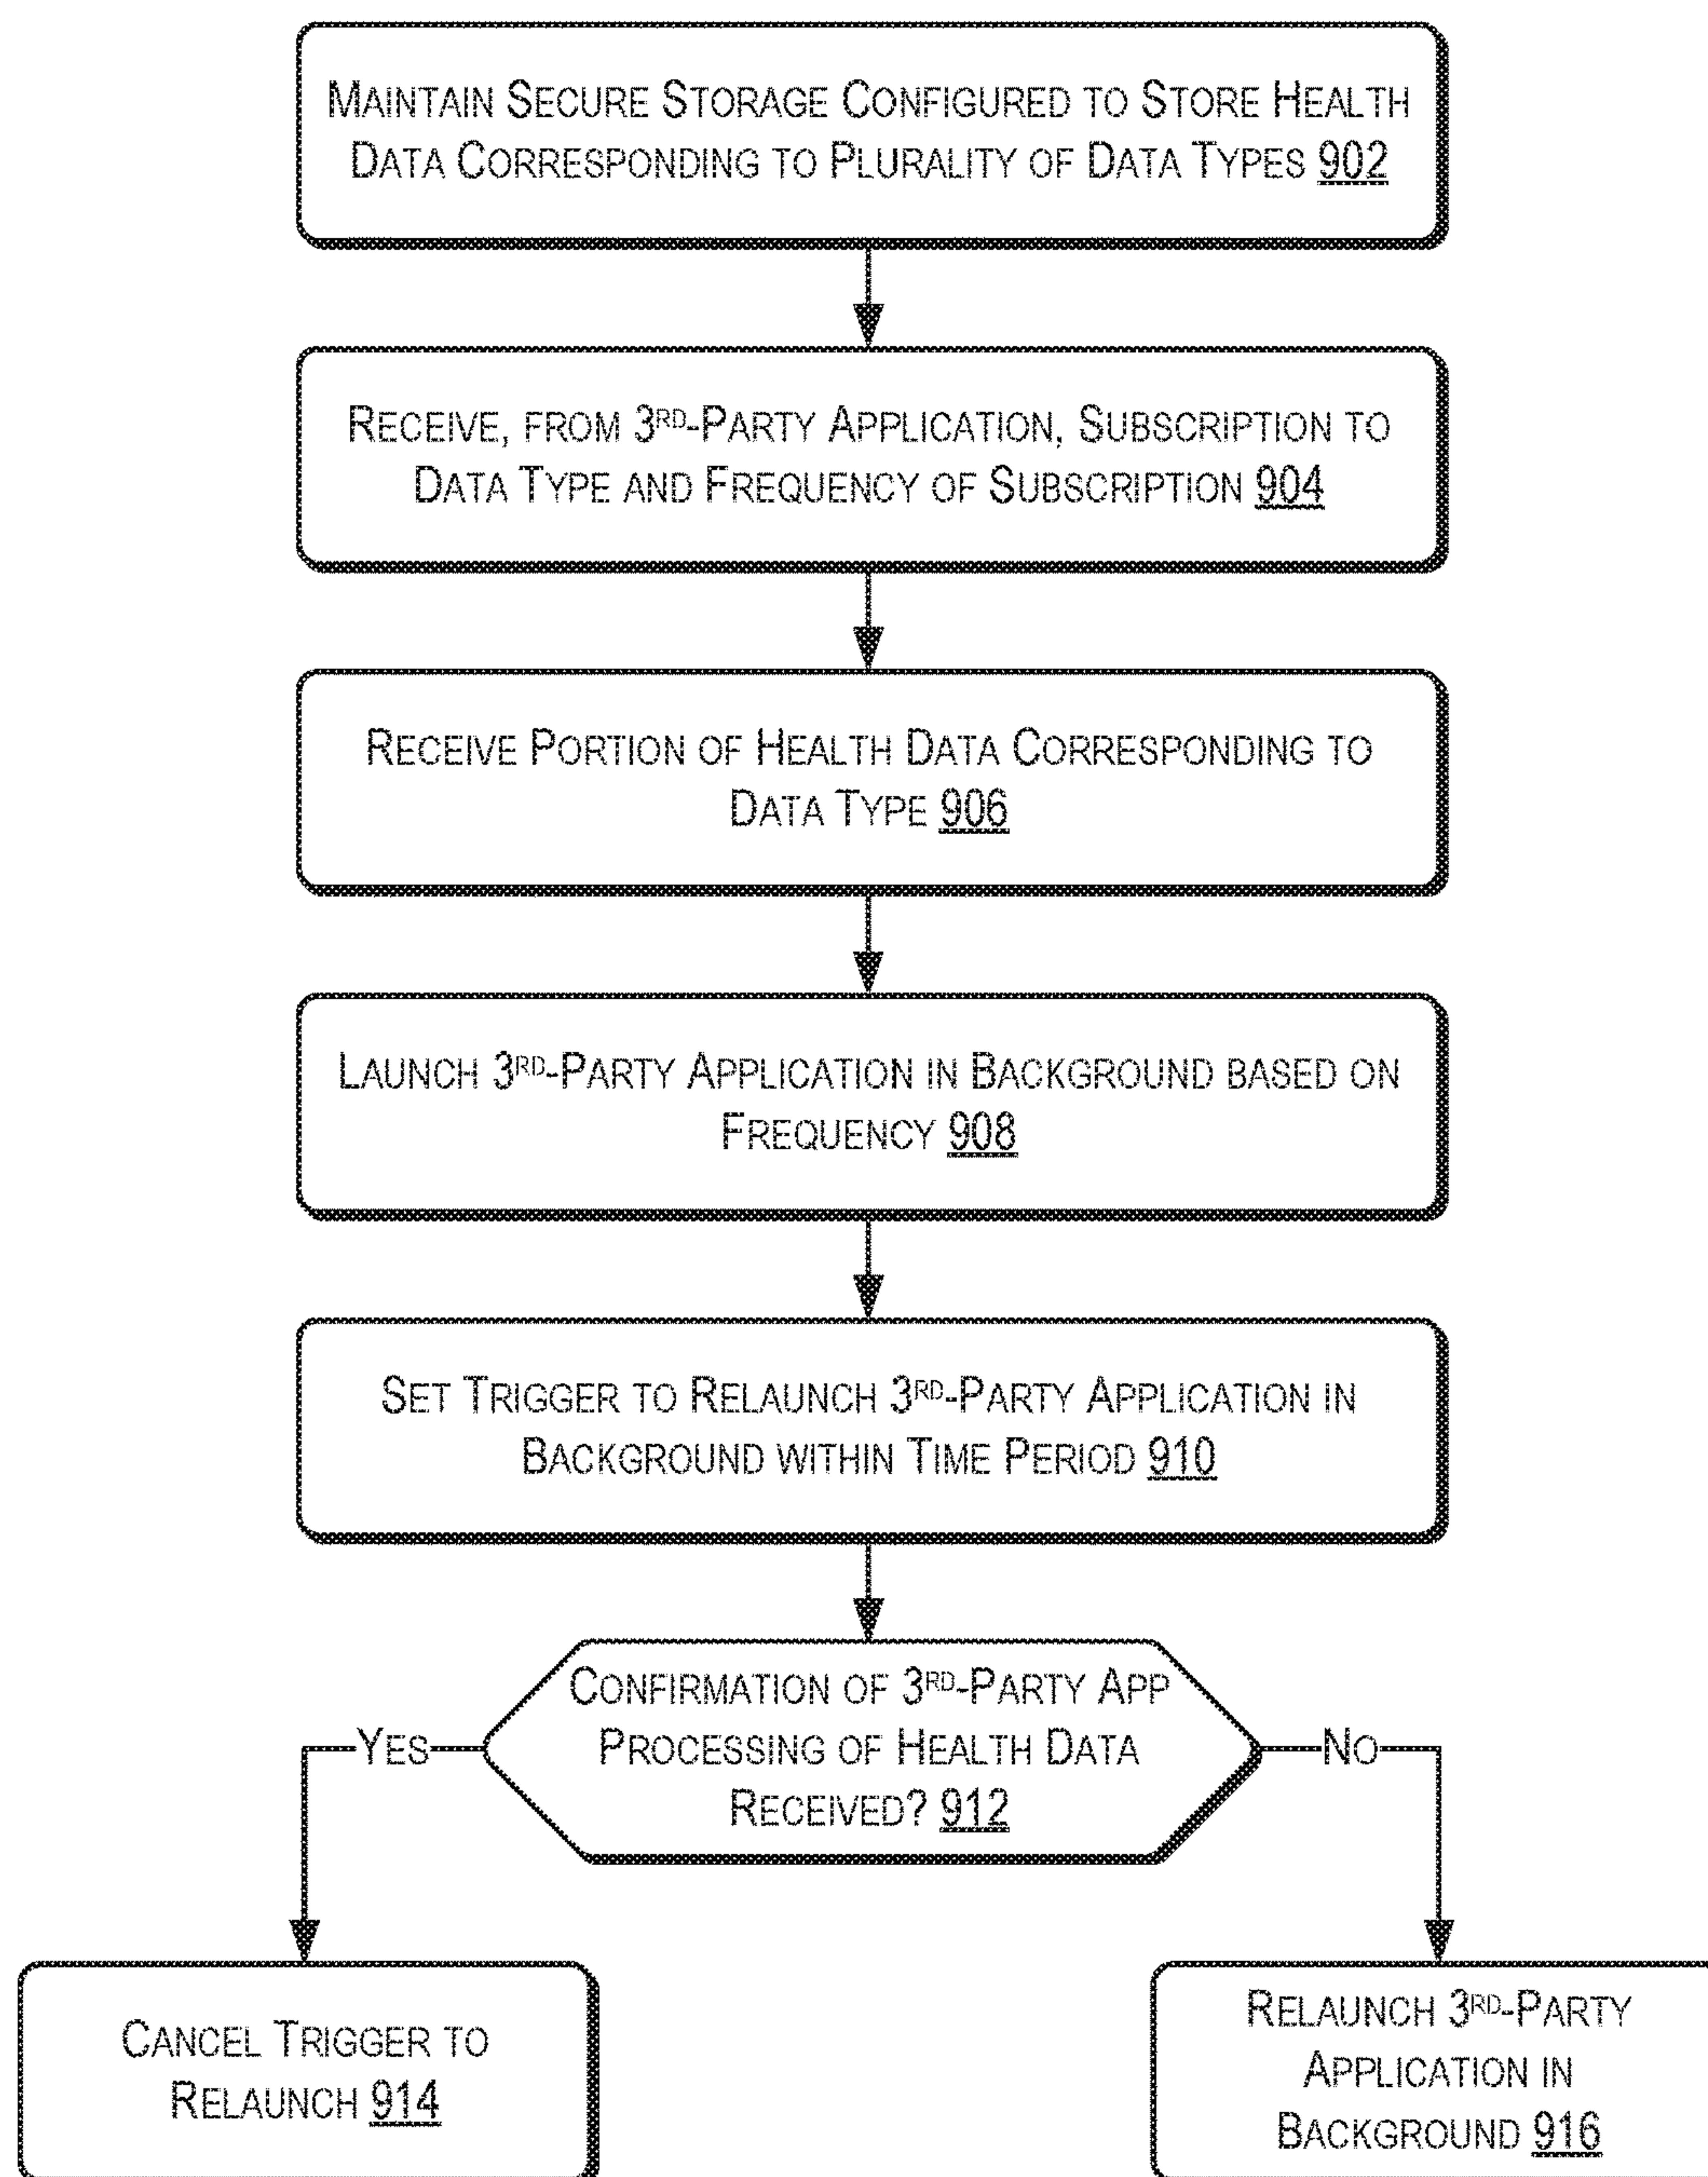 MAINTAIN SECURE STORAGE CONFIGURED TO STORE HEALTH
DATA CORRESPONDING TO PLURALITY OF DATA TYPES 902
RECEIVE, FROM 3RD-PARTY APPLICATION, SUBSCRIPTION TO
DATA TYPE AND FREQUENCY OF SUBSCRIPTION 904
RECEIVE PORTION OF HEALTH DATA CORRESPONDING TO
DATA TYPE 906
LAUNCH 3RD-PARTY APPLICATION IN BACKGROUND BASED ON
FREQUENCY 908
SET TRIGGER TO RELAUNCH 3RD-PARTY APPLICATION IN
BACKGROUND WITHIN TIME PERIOD 910
CONFIRMATION OF 3RD-PARTY APP
PROCESSING OF HEALTH DATA
RECEIVED? 912
YES
NO
CANCEL TRIGGER TO
RELAUNCH 914
RELAUNCH 3RD-PARTY
APPLICATION IN
BACKGROUND 916